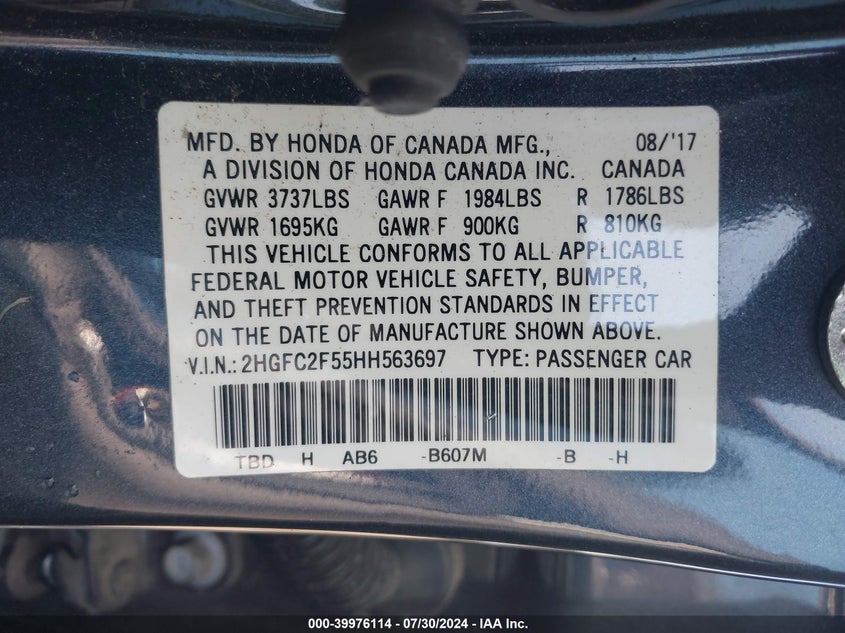 MFD. BY HONDA OF CANADA MFG., 08/'17
A DIVISION OF HONDA CANADA INC. CANADA
GVWR 3737LBS GAWR F 1984LBS R 1786LBS
GVWR 1695KG GAWR F 900KG R 810KG
THIS VEHICLE CONFORMS TO ALL APPLICABLE
FEDERAL MOTOR VEHICLE SAFETY, BUMPER,
AND THEFT PREVENTION STANDARDS IN EFFECT
ON THE DATE OF MANUFACTURE SHOWN ABOVE.
V.I.N.: 2HGFC2F55HH563697 TYPE: PASSENGER CAR
TBD H AB6 -B607M -B -H
000-39976114 | 07/30/2024 - IAA Inc.